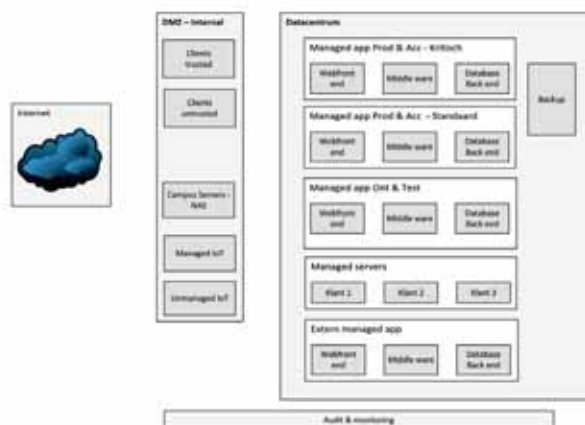 Internet
DMZ – Internal
Clients
trusted
Clients
untrusted
Campus Servers -
NAS
Managed IoT
Unmanaged IoT
Datacentrum
Managed app Prod & Acc - Kritisch
Webfront
end
Middle ware
Database
Back end
Managed app Prod & Acc – Standaard
Webfront
end
Middle ware
Database
Back end
Managed app Ont & Test
Webfront
end
Middle ware
Database
Back end
Managed servers
Klant 1
Klant 2
Klant 3
Extern managed app
Webfront
end
Middle ware
Database
Back end
Backup
Audit & monitoring